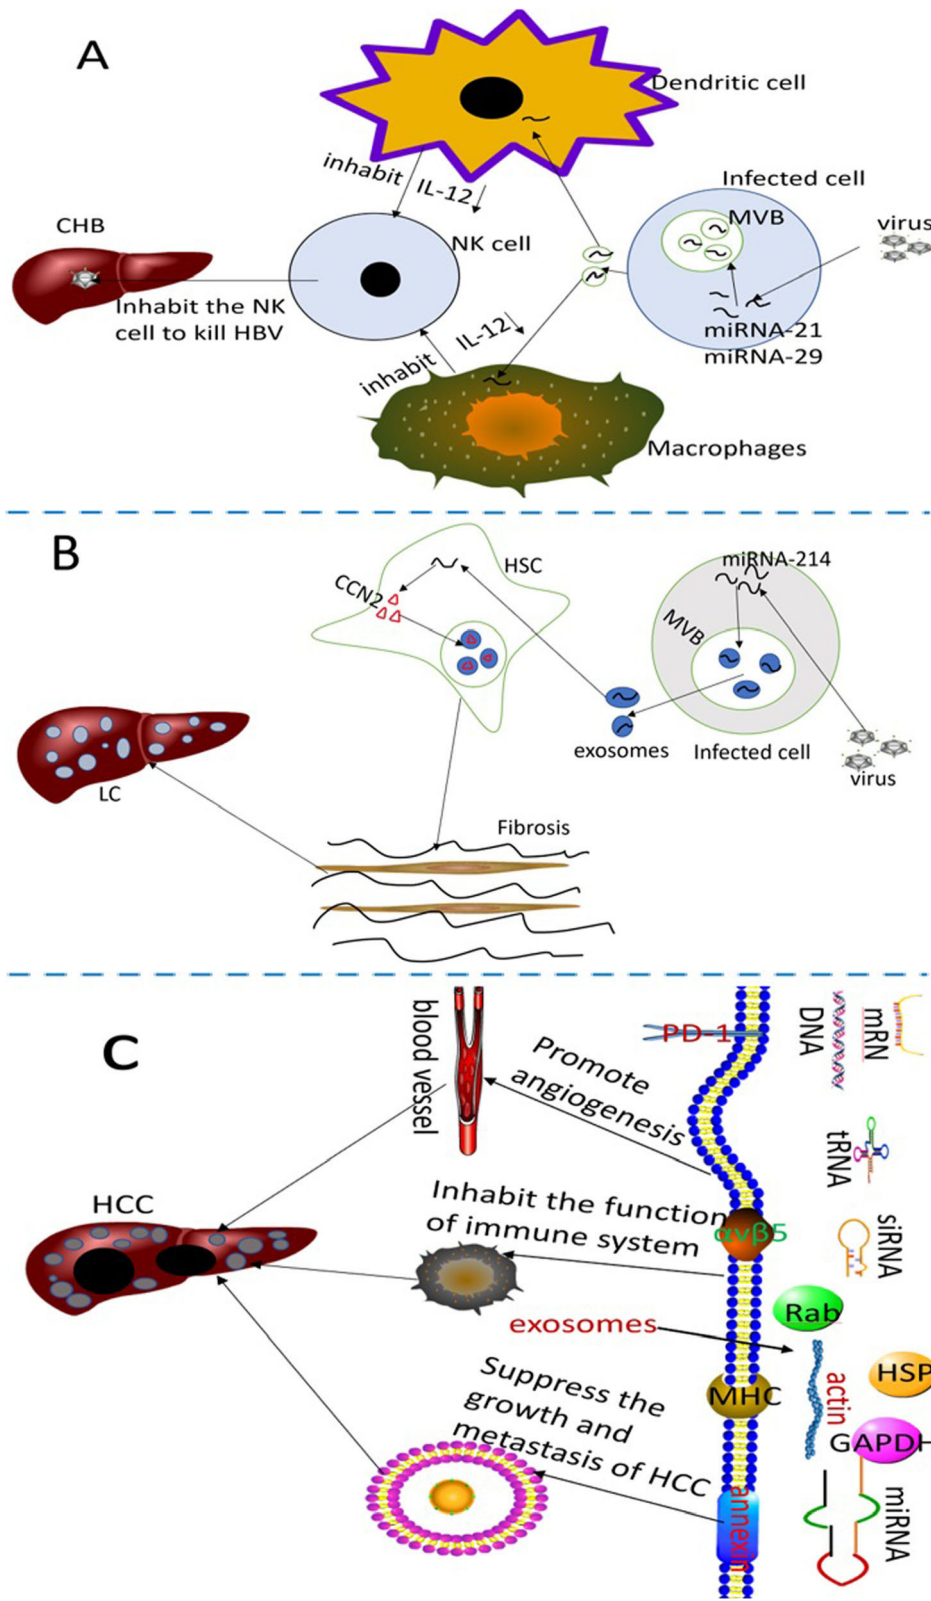 A
Dendritic cell
inhabit
IL-12
Infected cell
MVB
virus
CHB
NK cell
Inhabit the NK
cell to kill HBV
IL-12
miRNA-21
miRNA-29
inhabit
Macrophages
B
HSC
miRNA-214
CCN2
MVB
exosomes
Infected cell
virus
LC
Fibrosis
C
blood vessel
PD-1
DNA
mRN
Promote
angiogenesis
tRNA
HCC
Inhabit the function
of immune system
αvβ5
siRNA
Rab
exosomes
HSP
actin
MHC
Suppress the
growth and
metastasis of HCC
GAPDH
annexin
miRNA